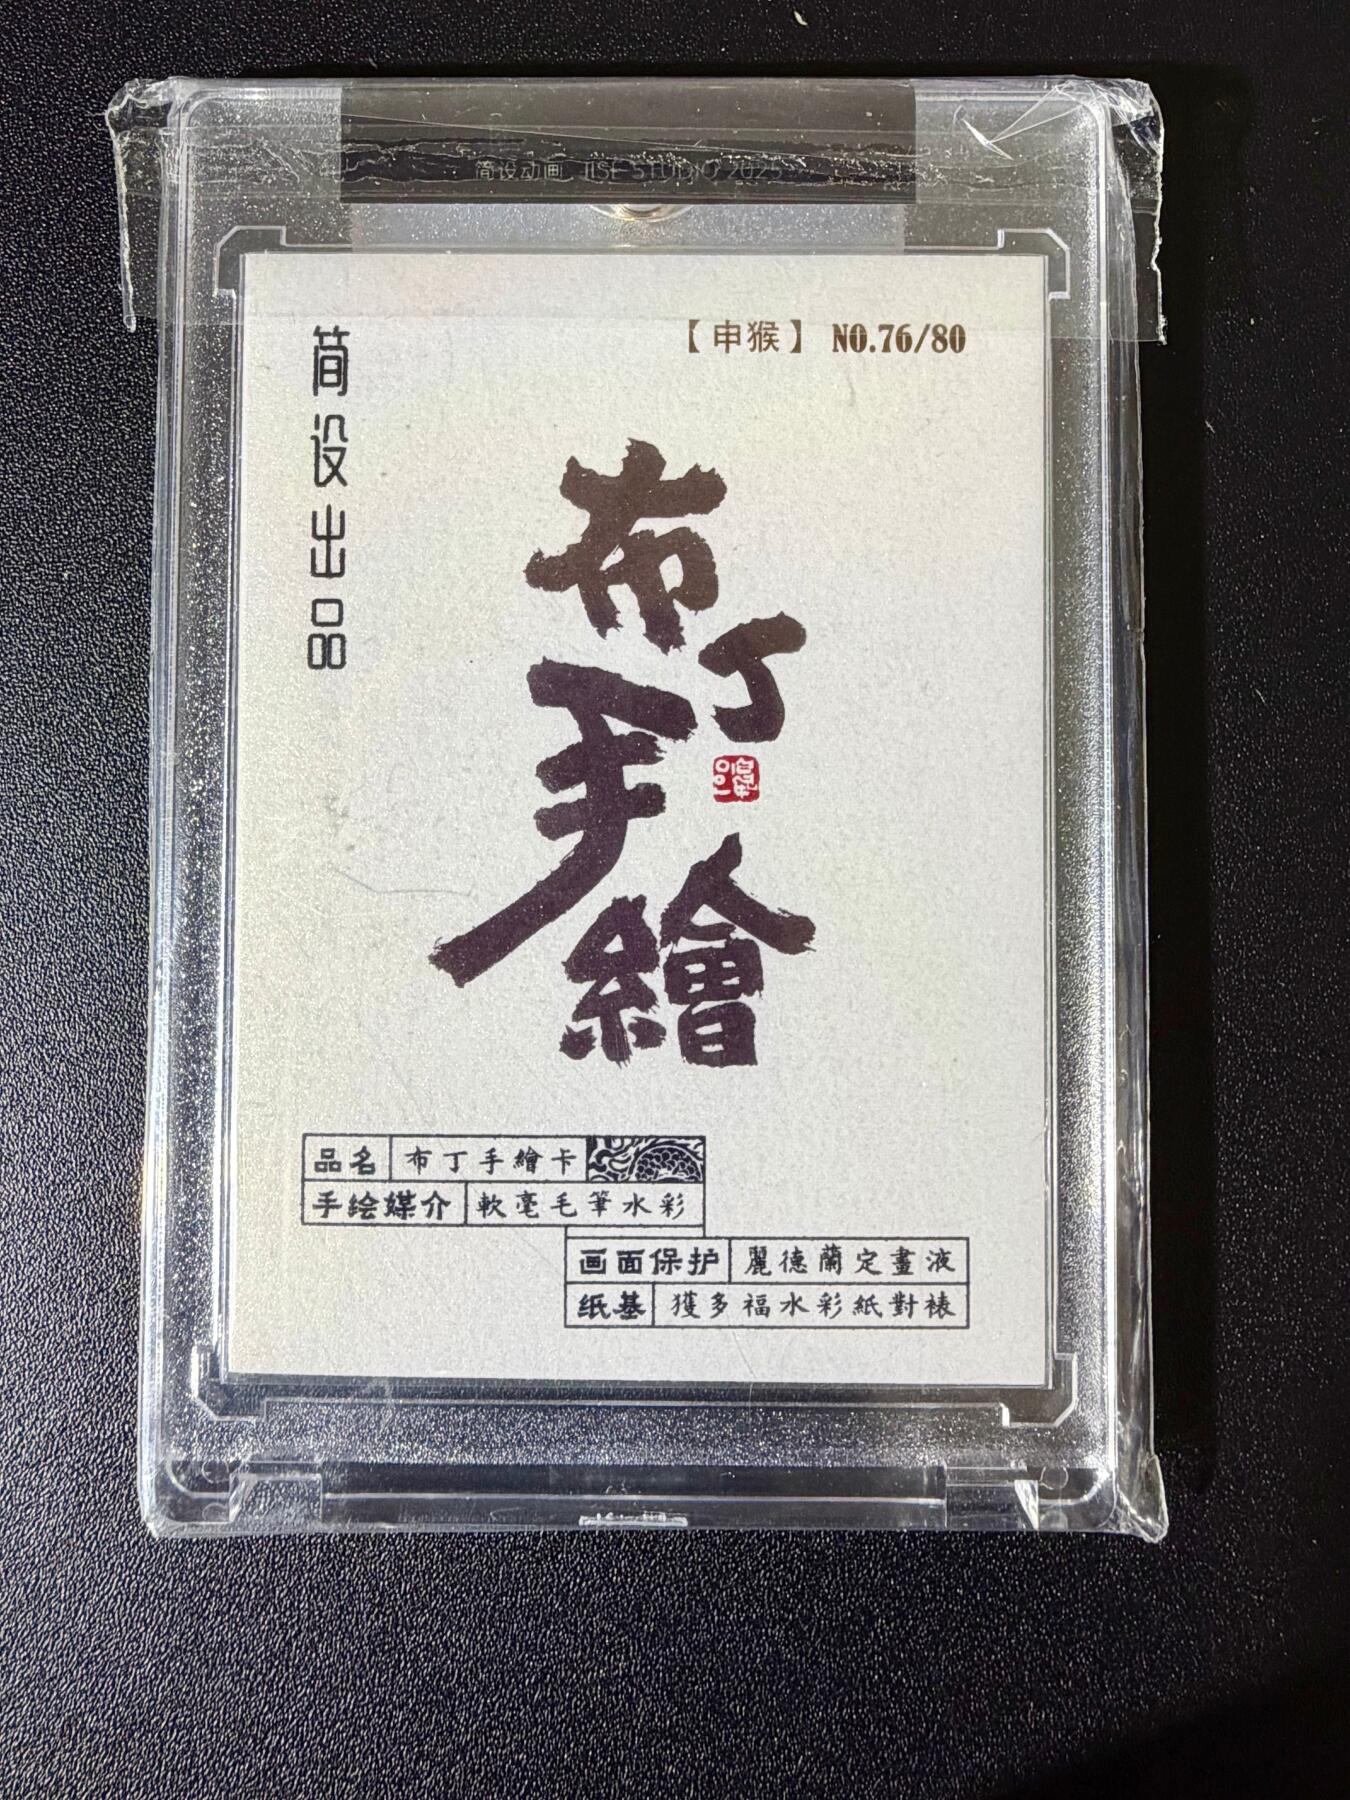 简设动画 JISE STUDIO 2025
【申猴】 NO.76/80
简设出品
布丁
手繪
品名 布丁手繪卡
手绘媒介 軟毫毛筆水彩
画面保护 麗德蘭定畫液
纸基 獲多福水彩紙對裱